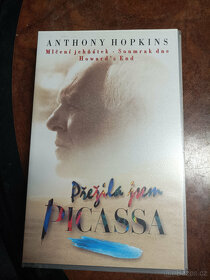 ANTHONY HOPKINS
Mlčení jehňátek - Soumrak dne
Howard's End
Přežila jsem
PICASSA